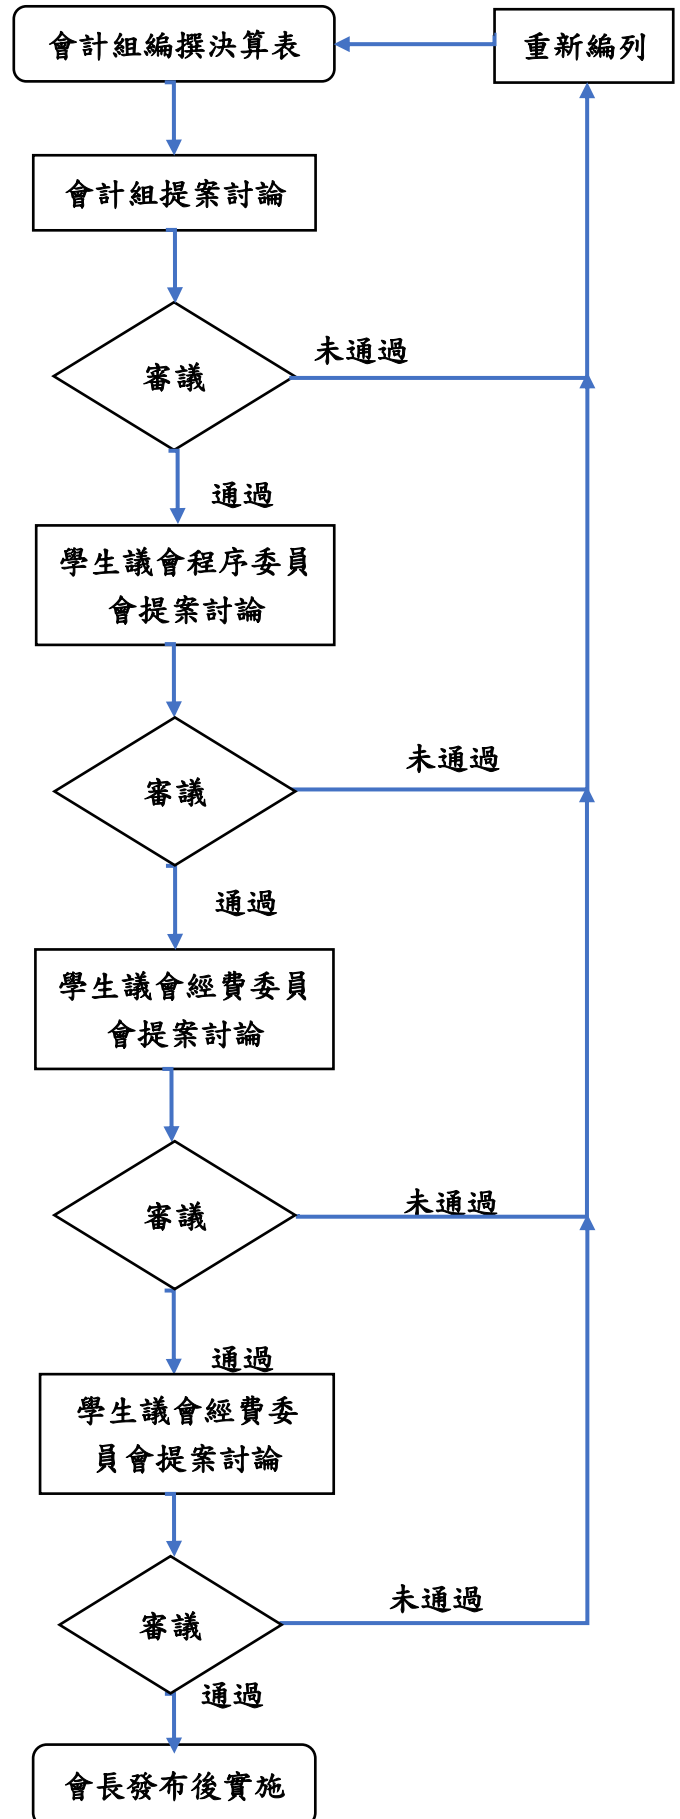 會計組編撰決算表
重新編列
會計組提案討論
審議
未通過
通過
學生議會程序委員
會提案討論
審議
未通過
通過
學生議會經費委員
會提案討論
審議
未通過
通過
學生議會經費委
員會提案討論
審議
未通過
通過
會長發布後實施